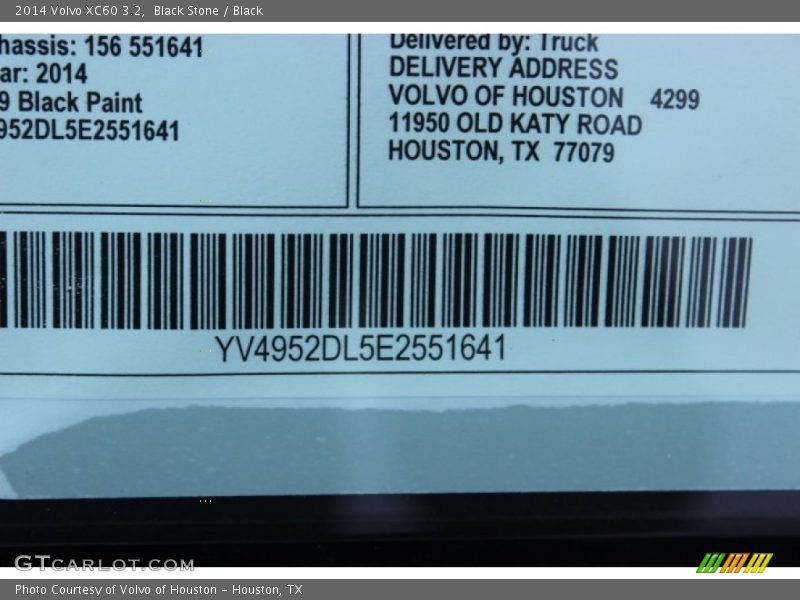 2014 Volvo XC60 3.2, Black Stone / Black
hassis: 156 551641
ar: 2014
9 Black Paint
952DL5E2551641
Delivered by: Truck
DELIVERY ADDRESS
VOLVO OF HOUSTON 4299
11950 OLD KATY ROAD
HOUSTON, TX 77079
YV4952DL5E2551641
GTCARLOT.COM
Photo Courtesy of Volvo of Houston - Houston, TX